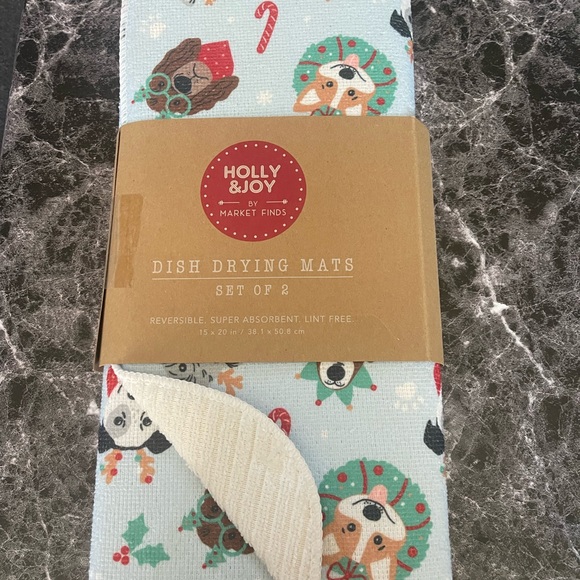 HOLLY
&JOY
BY
MARKET FINDS
DISH DRYING MATS
SET OF 2
REVERSIBLE. SUPER ABSORBENT. LINT FREE.
15 x 20 in / 38.1 x 50.8 cm